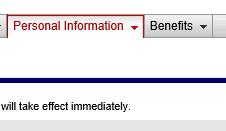 Personal Information Benefits
will take effect immediately.